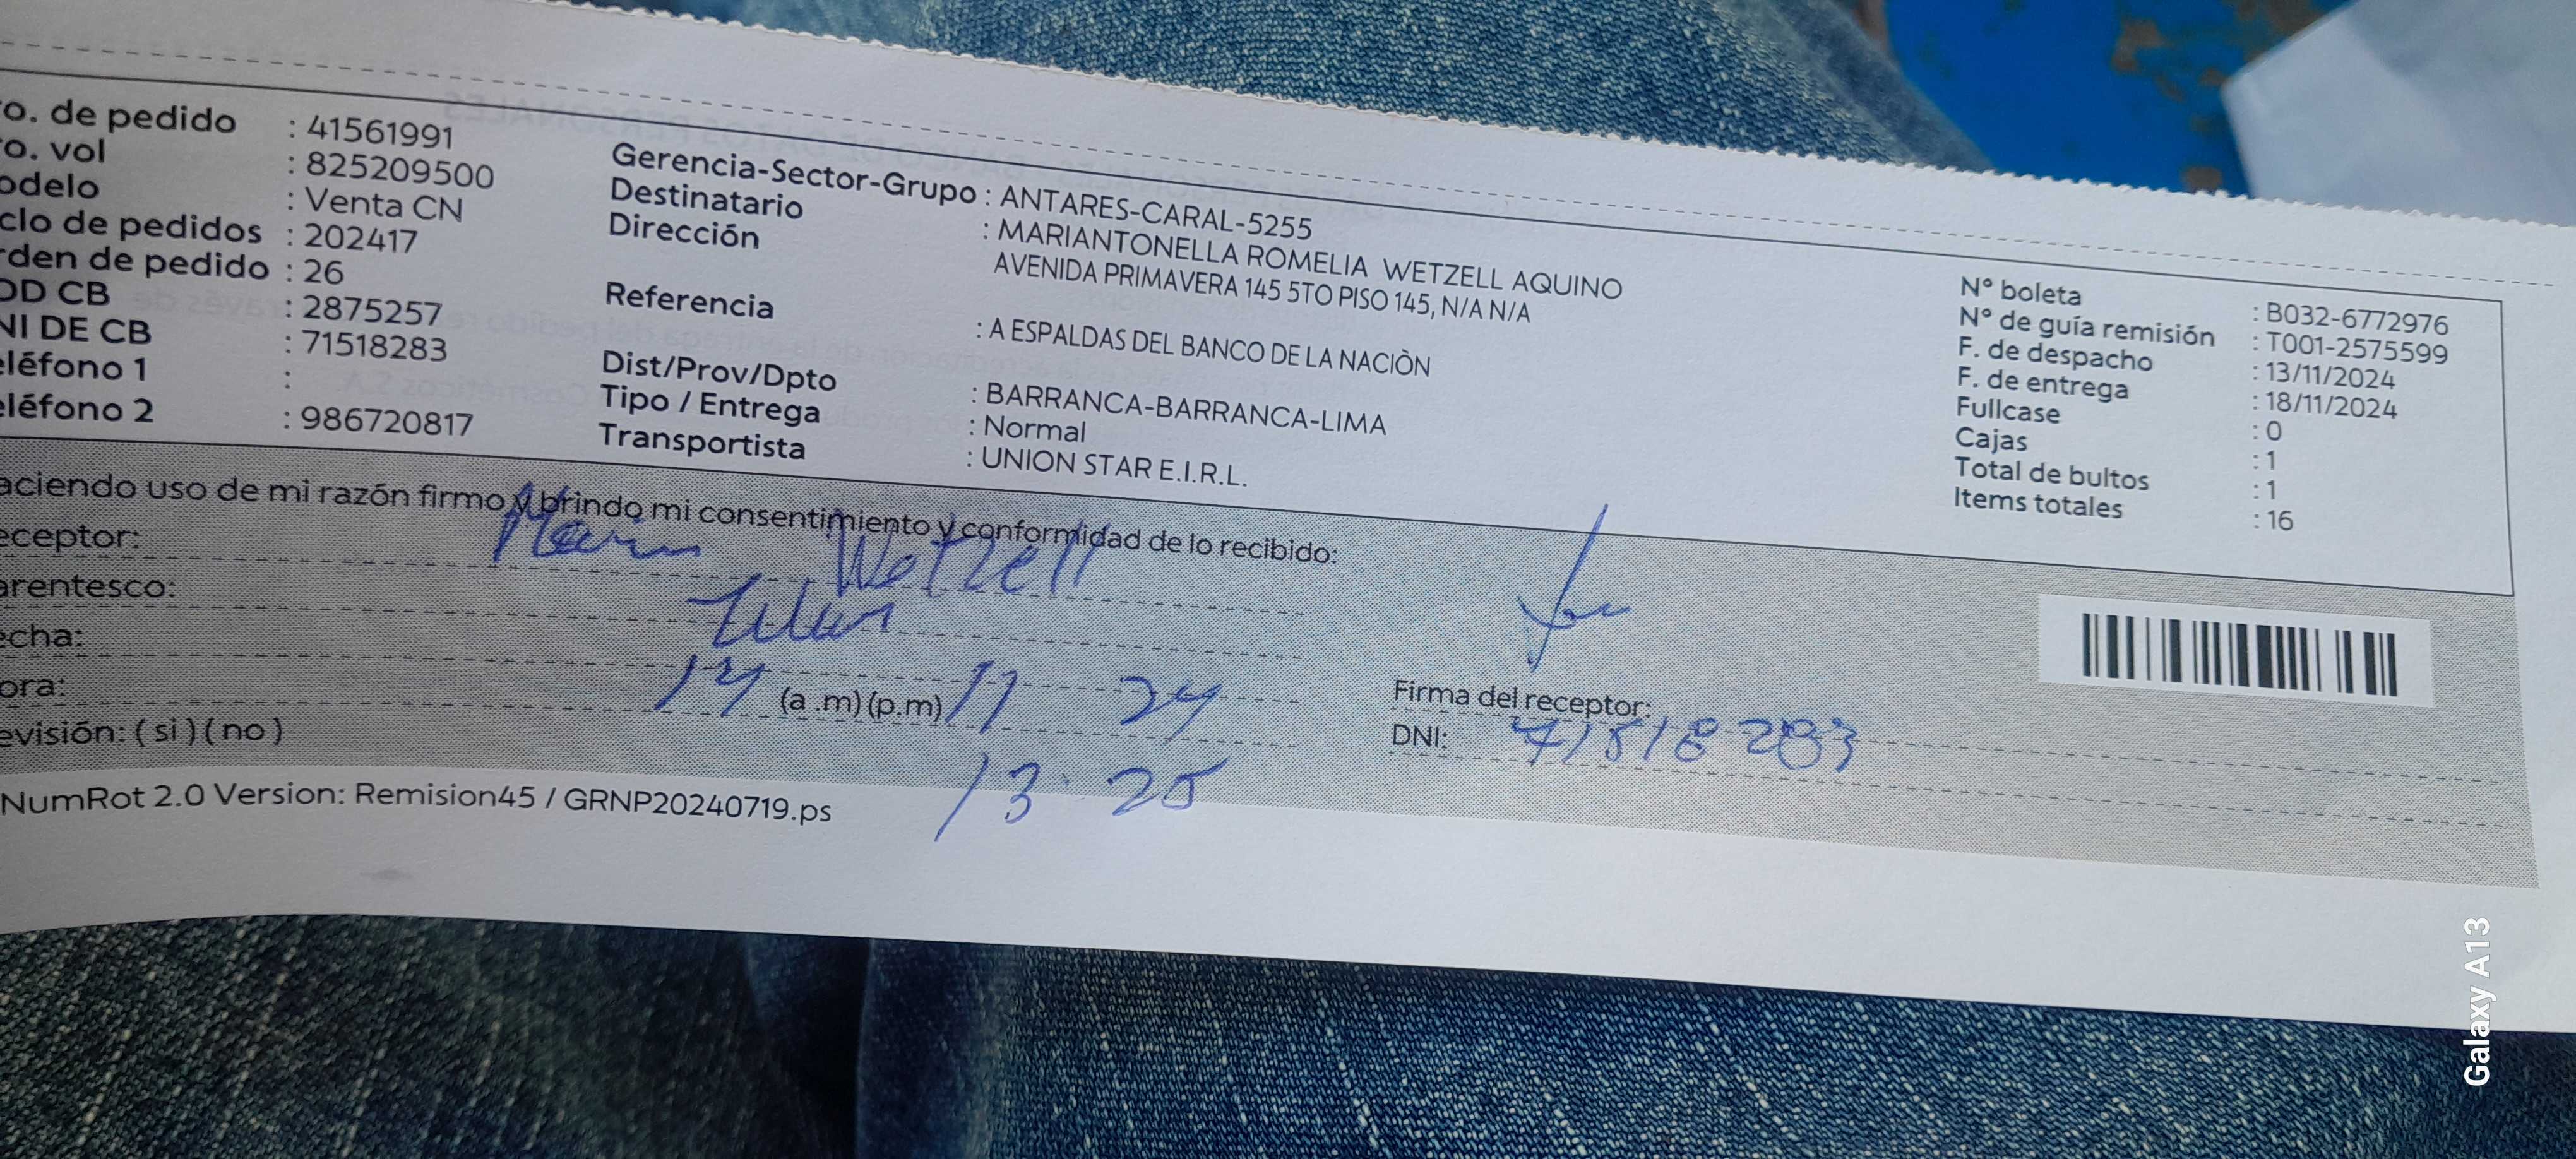 ro. de pedido : 41561991
ro. vol : 825209500
odelo : Venta CN
clo de pedidos : 202417
rden de pedido : 26
OD CB : 2875257
NI DE CB : 71518283
eléfono 1 :
eléfono 2 : 986720817
Gerencia-Sector-Grupo : ANTARES-CARAL-5255
Destinatario : MARIANTONELLA ROMELIA WETZELL AQUINO
Dirección AVENIDA PRIMAVERA 145 5TO PISO 145, N/A N/A
Referencia : A ESPALDAS DEL BANCO DE LA NACIÒN
Dist/Prov/Dpto : BARRANCA-BARRANCA-LIMA
Tipo / Entrega : Normal
Transportista : UNION STAR E.I.R.L.
N° boleta : B032-6772976
N° de guía remisión : T001-2575599
F. de despacho : 13/11/2024
F. de entrega : 18/11/2024
Fullcase : 0
Cajas : 1
Total de bultos : 1
Items totales : 16
aciendo uso de mi razón firmo y brindo mi consentimiento y conformidad de lo recibido:
eceptor: Wetzell
arentesco:
echa: 14 11 24
ora: (a .m) (p.m) 13:25
evisión: ( si ) ( no )
Firma del receptor:
DNI: 71518283
NumRot 2.0 Version: Remision45 / GRNP20240719.ps
Galaxy A13